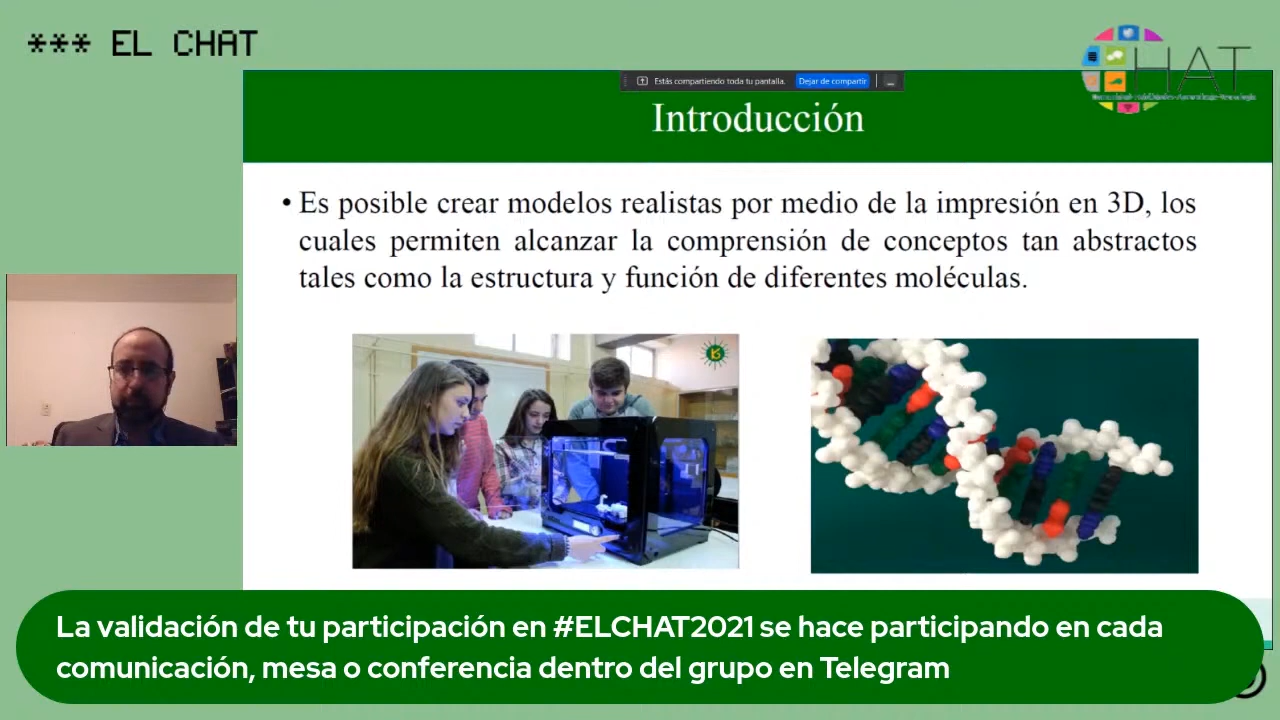 *** EL CHAT
HAT
Estás compartiendo toda tu pantalla.
Dejar de compartir
Introducción
• Es posible crear modelos realistas por medio de la impresión en 3D, los
cuales permiten alcanzar la comprensión de conceptos tan abstractos
tales como la estructura y función de diferentes moléculas.
La validación de tu participación en #ELCHAT2021 se hace participando en cada
comunicación, mesa o conferencia dentro del grupo en Telegram